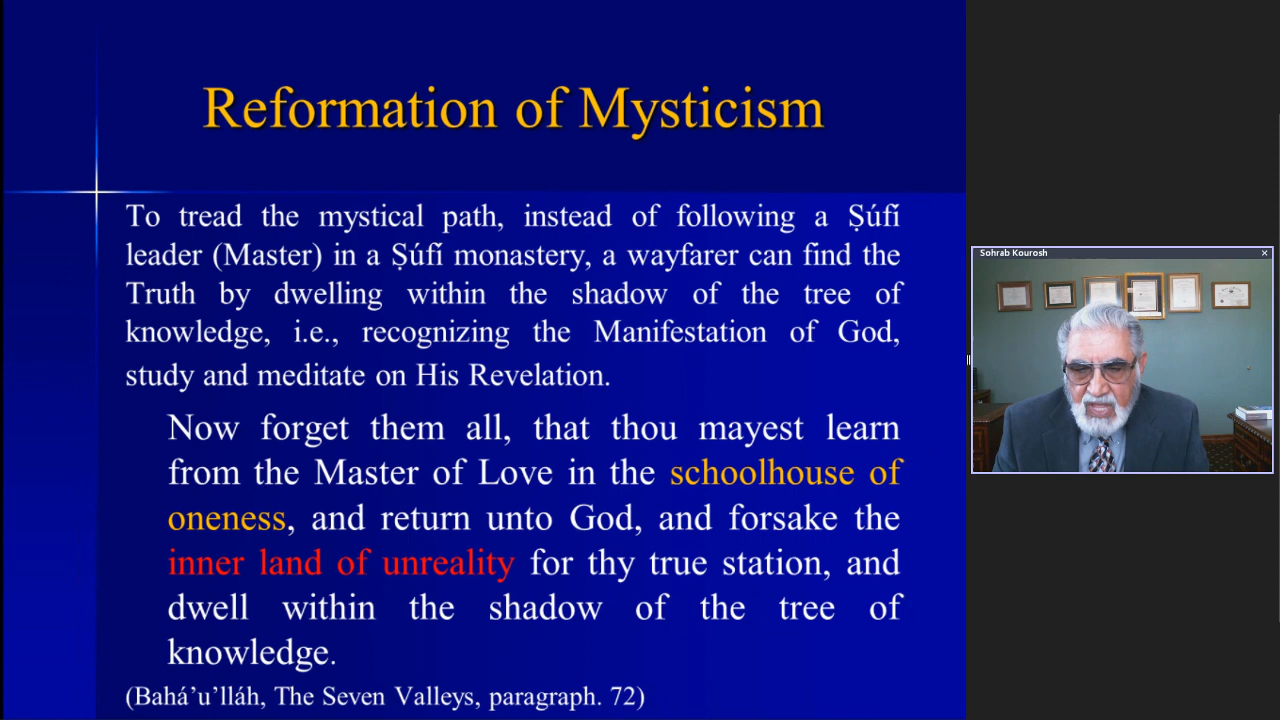 Reformation of Mysticism
To tread the mystical path, instead of following a Ṣúfí
leader (Master) in a Ṣúfí monastery, a wayfarer can find the
Truth by dwelling within the shadow of the tree of
knowledge, i.e., recognizing the Manifestation of God,
study and meditate on His Revelation.
Now forget them all, that thou mayest learn
from the Master of Love in the schoolhouse of
oneness, and return unto God, and forsake the
inner land of unreality for thy true station, and
dwell within the shadow of the tree of
knowledge.
(Bahá’u’lláh, The Seven Valleys, paragraph. 72)
Sohrab Kourosh